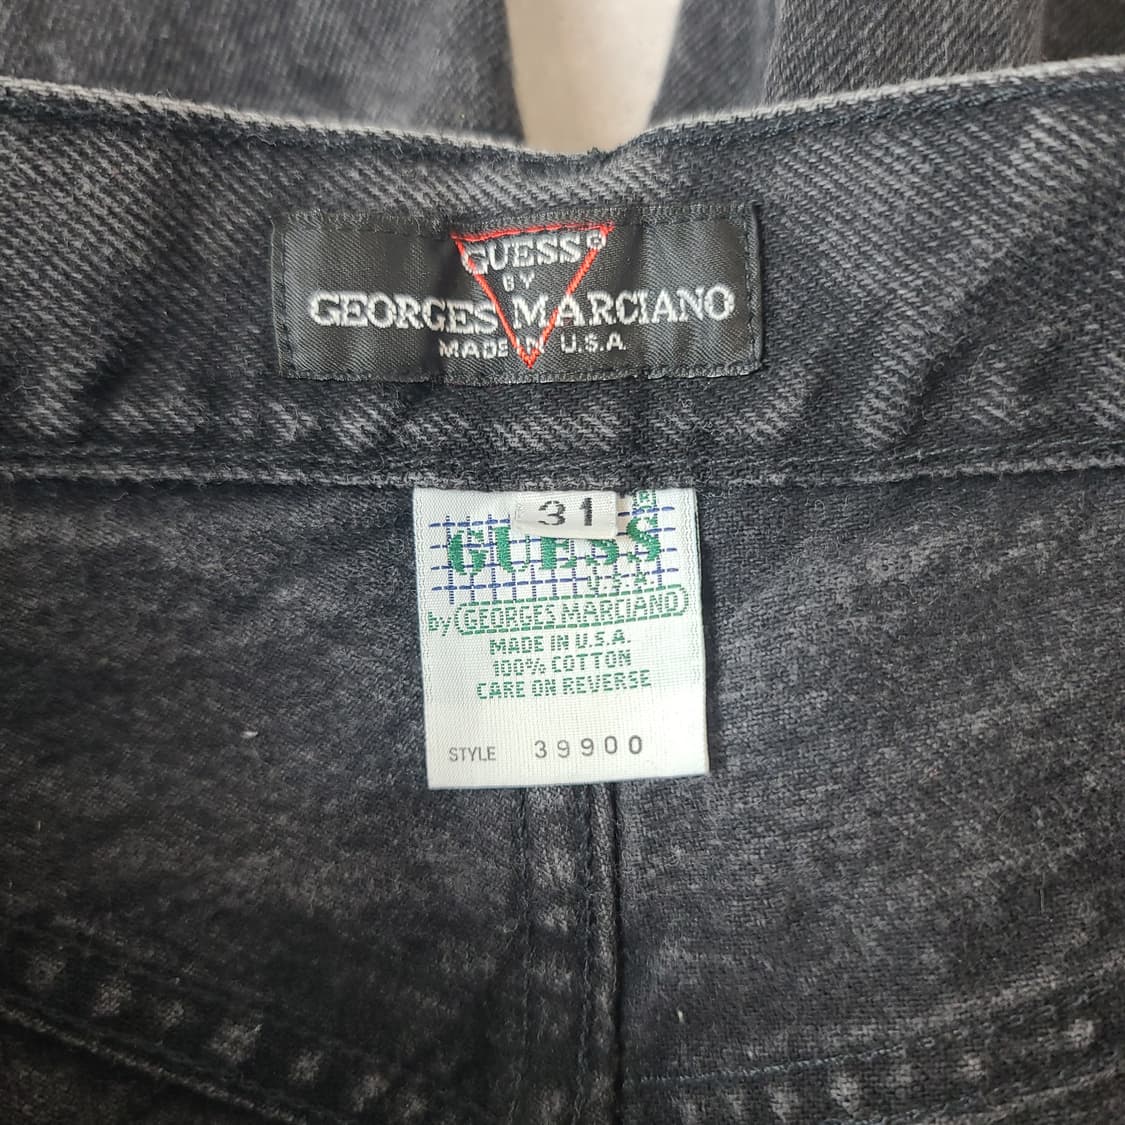 GUESS®
BY
GEORGES MARCIANO
MADE IN U.S.A.
31
GUESS
U.S.A.
by GEORGES MARCIANO
MADE IN U.S.A.
100% COTTON
CARE ON REVERSE
STYLE 39900